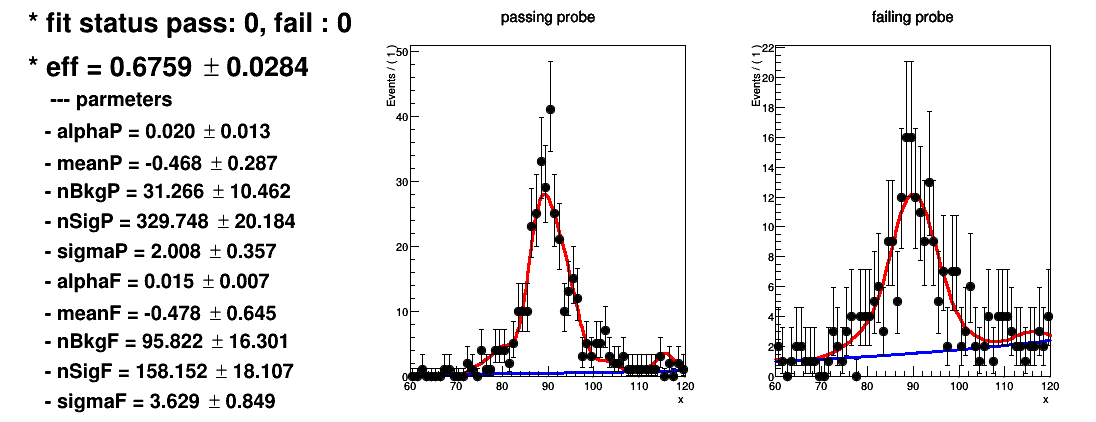 * fit status pass: 0, fail : 0
* eff = 0.6759 ± 0.0284
--- parmeters
- alphaP = 0.020 ± 0.013
- meanP = -0.468 ± 0.287
- nBkgP = 31.266 ± 10.462
- nSigP = 329.748 ± 20.184
- sigmaP = 2.008 ± 0.357
- alphaF = 0.015 ± 0.007
- meanF = -0.478 ± 0.645
- nBkgF = 95.822 ± 16.301
- nSigF = 158.152 ± 18.107
- sigmaF = 3.629 ± 0.849
passing probe
Events / ( 1 )
50
40
30
20
10
0
60 70 80 90 100 110 120
x
failing probe
Events / ( 1 )
22
20
18
16
14
12
10
8
6
4
2
0
60 70 80 90 100 110 120
x